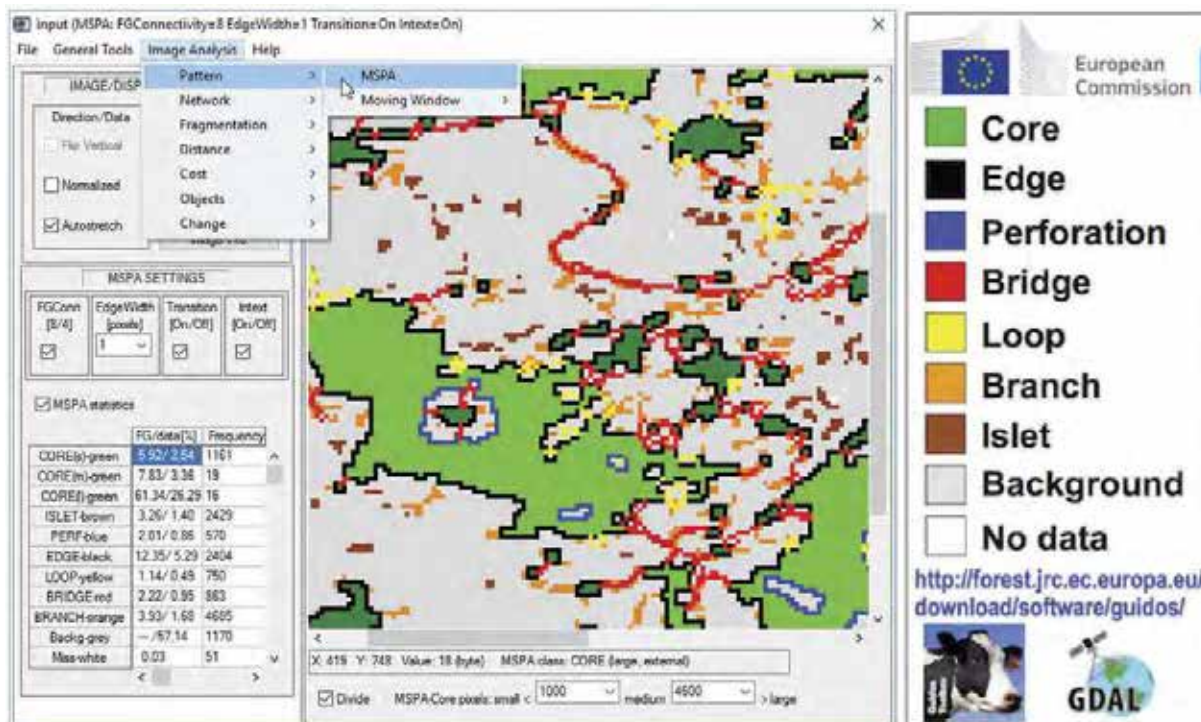 input (MSPA: FGConnectivity=8 EdgeWidth=1 Transition=On Intext=On)
File General Tools Image Analysis Help
IMAGE/DISP
Direction/Data
Flip Vertical
Normalized
Autostretch
Pattern
Network
Fragmentation
Distance
Cost
Objects
Change
MSPA
Moving Window
MSPA SETTINGS
FGConn EdgeWidth Transition Intext
[8/4] [pixels] [On/Off] [On/Off]
1
MSPA statistics
FG/data[%] Frequency
CORE(s)-green 5.92/ 2.54 1161
CORE(m)-green 7.83/ 3.36 19
CORE(l)-green 61.34/26.29 16
ISLET-brown 3.26/ 1.40 2429
PERF-blue 2.01/ 0.86 570
EDGE-black 12.35/ 5.29 2404
LOOP-yellow 1.14/ 0.49 750
BRIDGE-red 2.22/ 0.95 863
BRANCH-orange 3.93/ 1.68 4685
Backg-grey --/57.14 1170
Miss-white 0.03 51
X: 419 Y: 748 Value: 18 (byte) MSPA class: CORE (large, external)
Divide MSPA-Core pixels: small < 1000 medium 4600 > large
European
Commission
Core
Edge
Perforation
Bridge
Loop
Branch
Islet
Background
No data
http://forest.jrc.ec.europa.eu/
download/software/guidos/
Guidos
Toolbox
GDAL